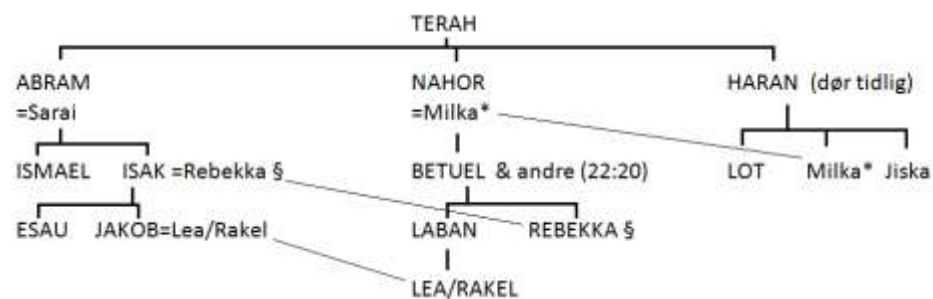 TERAH
ABRAM NAHOR HARAN (dør tidlig)
=Sarai =Milka*
ISMAEL ISAK =Rebekka § BETUEL & andre (22:20) LOT Milka* Jiska
ESAU JAKOB=Lea/Rakel LABAN REBEKKA §
LEA/RAKEL